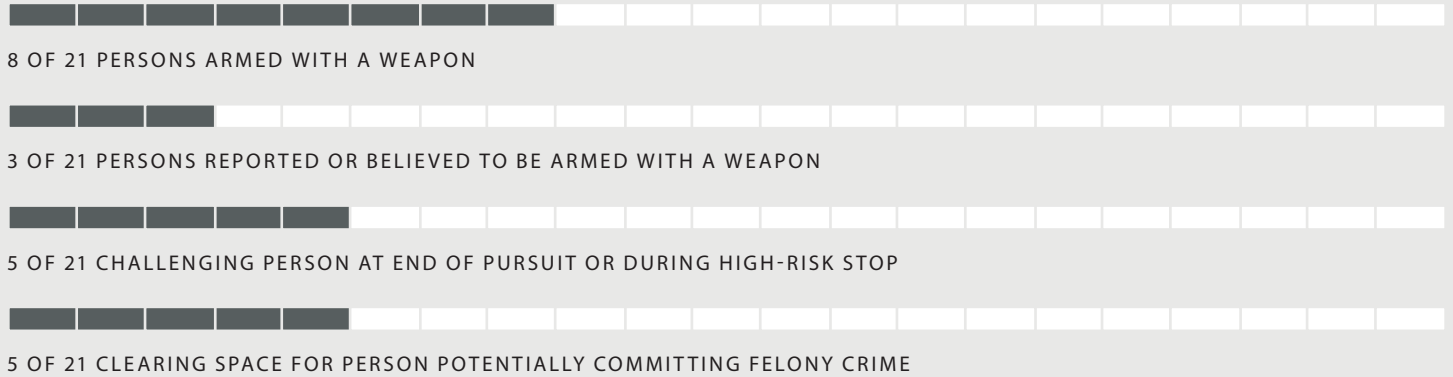 8 OF 21 PERSONS ARMED WITH A WEAPON
3 OF 21 PERSONS REPORTED OR BELIEVED TO BE ARMED WITH A WEAPON
5 OF 21 CHALLENGING PERSON AT END OF PURSUIT OR DURING HIGH-RISK STOP
5 OF 21 CLEARING SPACE FOR PERSON POTENTIALLY COMMITTING FELONY CRIME